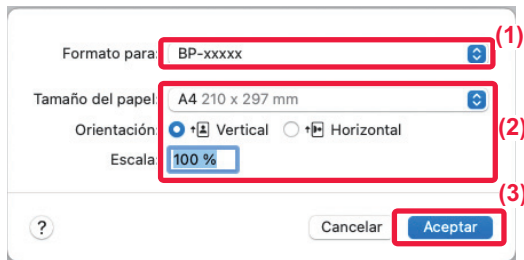 (1)
Formato para: BP-xxxxx
Tamaño del papel: A4 210 x 297 mm
(2)
Orientación: Vertical Horizontal
Escala: 100 %
(3)
? Cancelar Aceptar